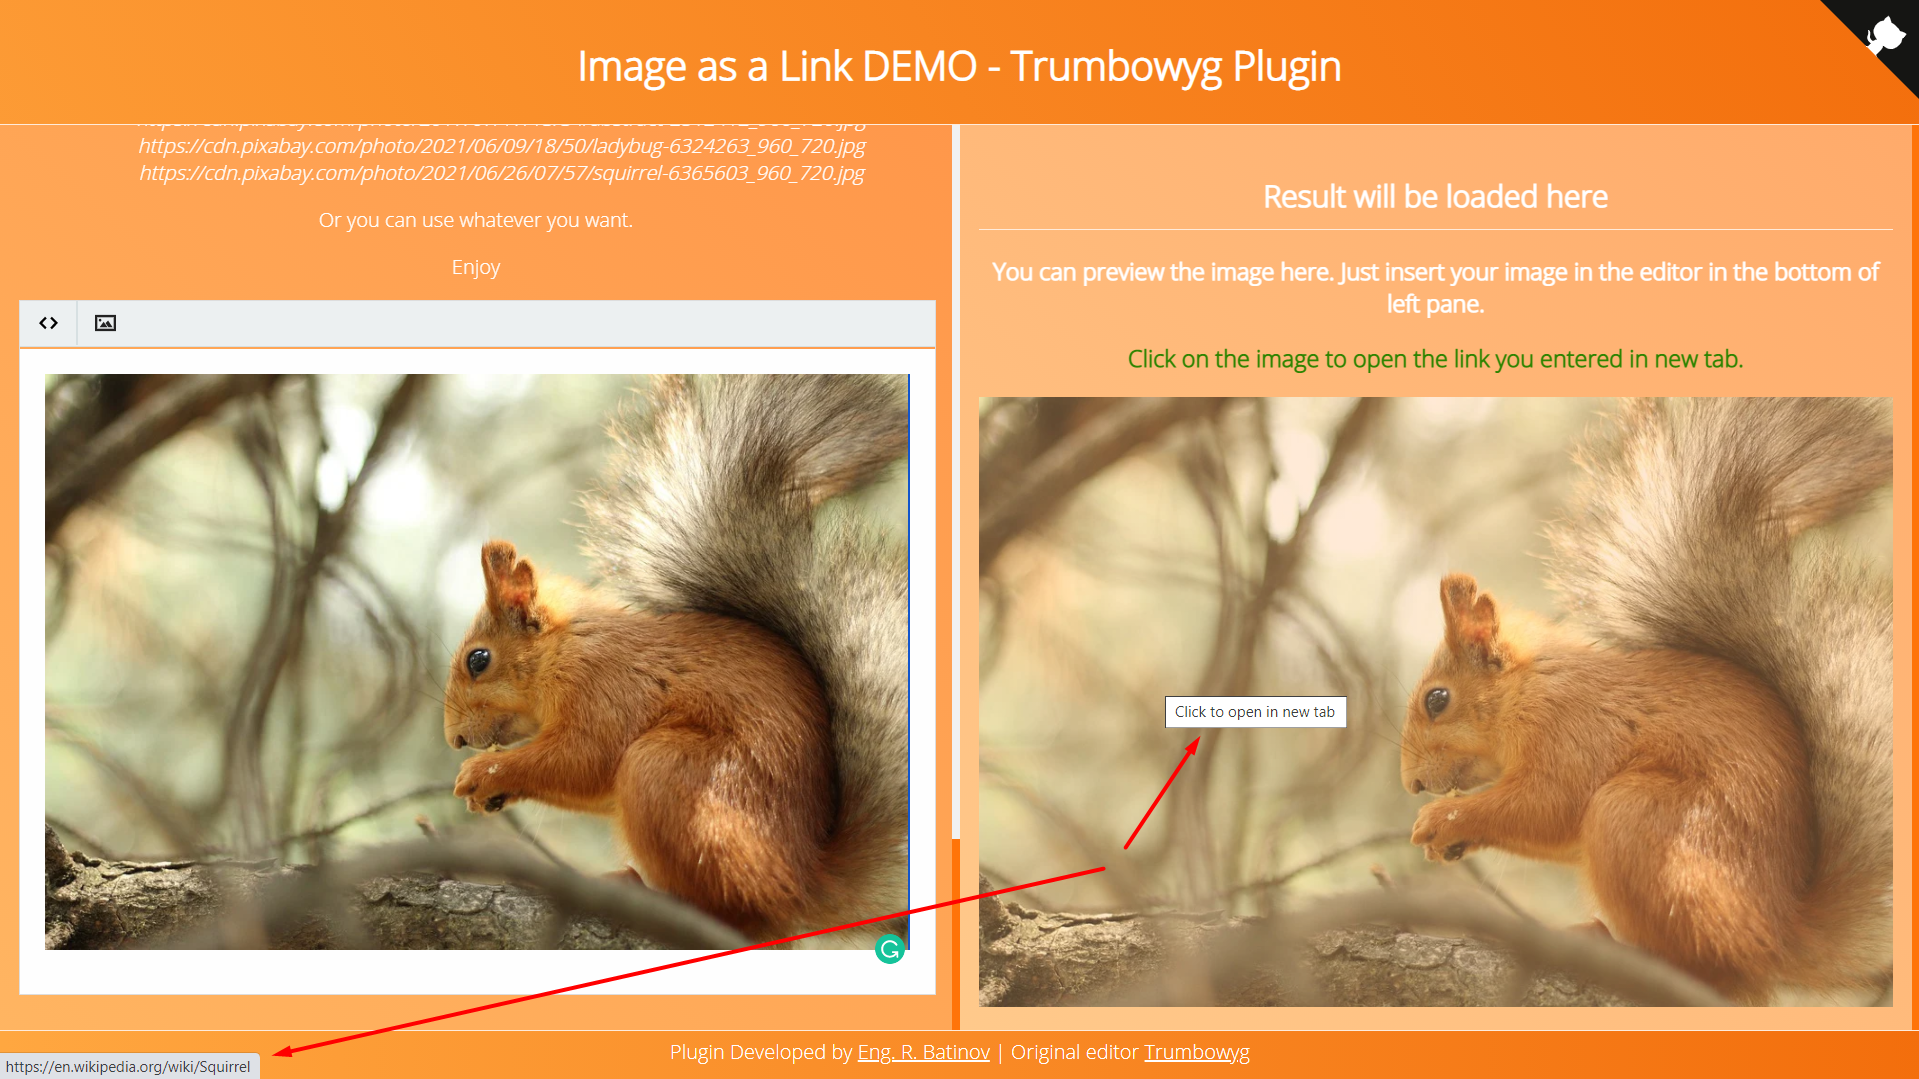 Image as a Link DEMO - Trumbowyg Plugin
https://cdn.pixabay.com/photo/2021/06/09/18/50/ladybug-6324263_960_720.jpg
https://cdn.pixabay.com/photo/2021/06/26/07/57/squirrel-6365603_960_720.jpg
Or you can use whatever you want.
Enjoy
Result will be loaded here
You can preview the image here. Just insert your image in the editor in the bottom of
left pane.
Click on the image to open the link you entered in new tab.
Click to open in new tab
Plugin Developed by Eng. R. Batinov | Original editor Trumbowyg
https://en.wikipedia.org/wiki/Squirrel